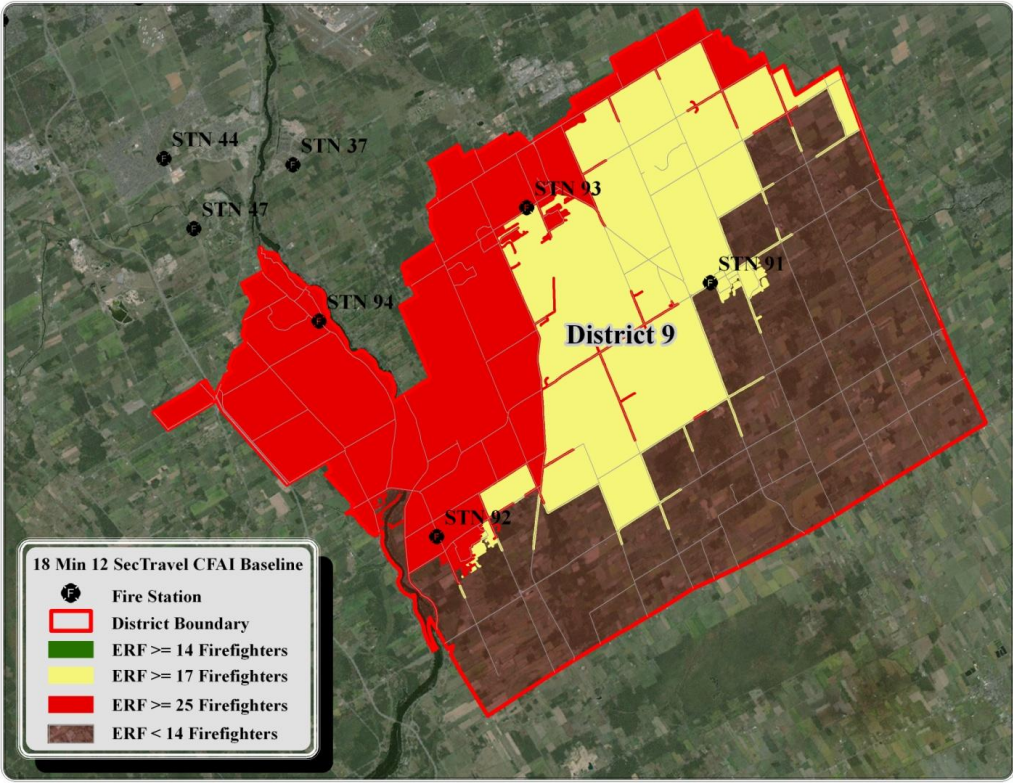 STN 44
STN 37
STN 93
STN 47
STN 91
STN 94
District 9
STN 92
18 Min 12 SecTravel CFAI Baseline
F Fire Station
District Boundary
ERF >= 14 Firefighters
ERF >= 17 Firefighters
ERF >= 25 Firefighters
ERF < 14 Firefighters